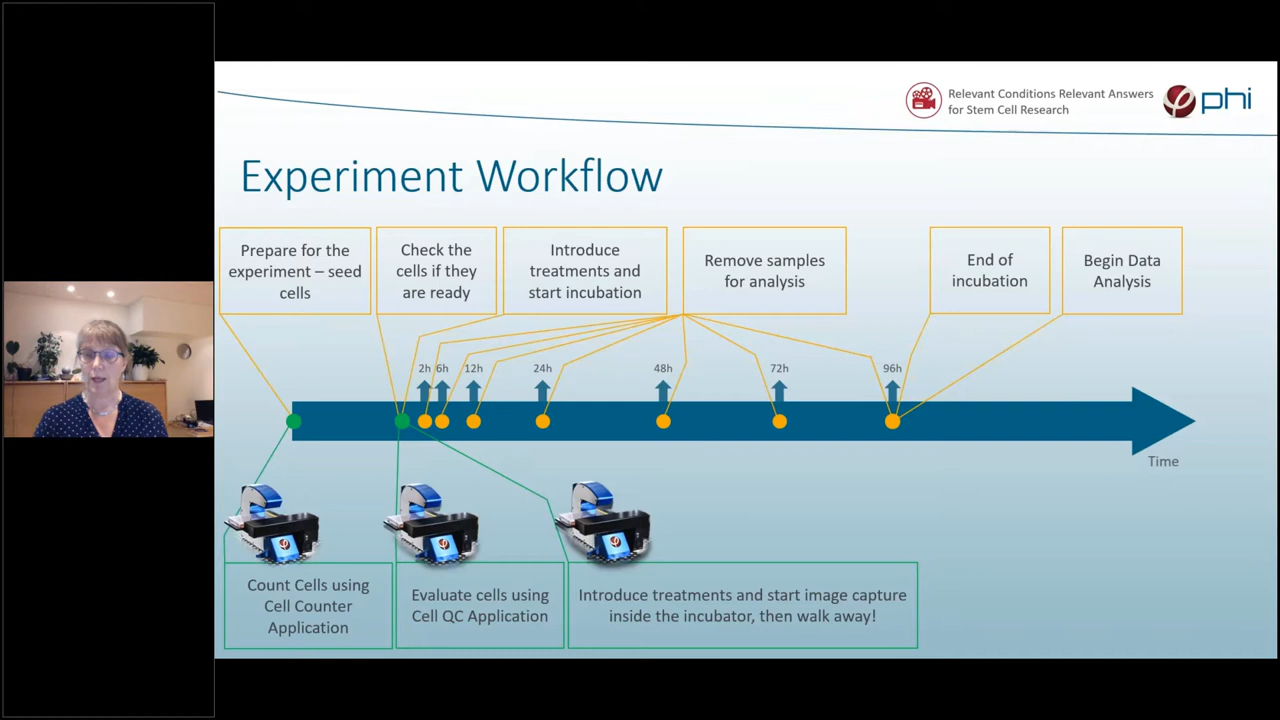 Relevant Conditions Relevant Answers
for Stem Cell Research
phi
Experiment Workflow
Prepare for the
experiment – seed
cells
Check the
cells if they
are ready
Introduce
treatments and
start incubation
Remove samples
for analysis
End of
incubation
Begin Data
Analysis
2h
6h
12h
24h
48h
72h
96h
Time
Count Cells using
Cell Counter
Application
Evaluate cells using
Cell QC Application
Introduce treatments and start image capture
inside the incubator, then walk away!